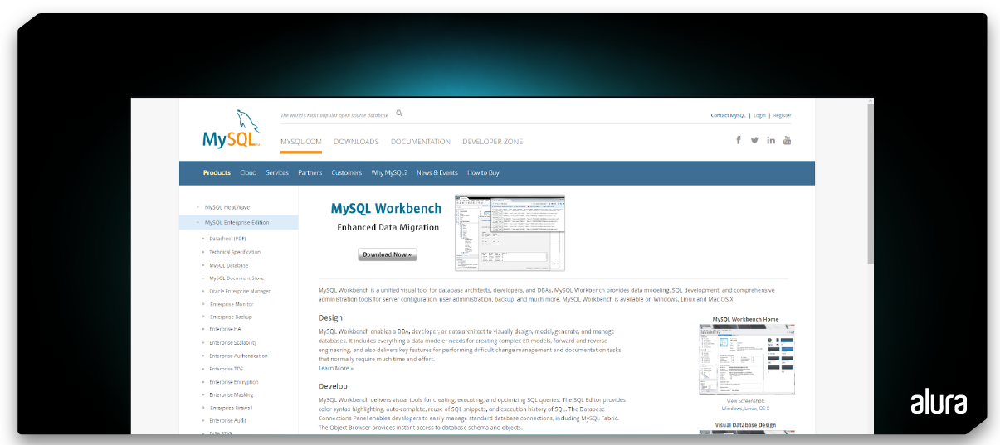 The world's most popular open source database
Contact MySQL | Login | Register
MySQL
MYSQL.COM DOWNLOADS DOCUMENTATION DEVELOPER ZONE
Products Cloud Services Partners Customers Why MySQL? News & Events How to Buy
MySQL HeatWave
MySQL Enterprise Edition
Datasheet (PDF)
Technical Specification
MySQL Database
MySQL Document Store
Oracle Enterprise Manager
Enterprise Monitor
Enterprise Backup
Enterprise HA
Enterprise Scalability
Enterprise Authentication
Enterprise TDE
Enterprise Encryption
Enterprise Masking
Enterprise Firewall
Enterprise Audit
DISA STIG
MySQL Workbench
Enhanced Data Migration
Download Now »
MySQL Workbench is a unified visual tool for database architects, developers, and DBAs. MySQL Workbench provides data modeling, SQL development, and comprehensive
administration tools for server configuration, user administration, backup, and much more. MySQL Workbench is available on Windows, Linux and Mac OS X.
Design
MySQL Workbench enables a DBA, developer, or data architect to visually design, model, generate, and manage
databases. It includes everything a data modeler needs for creating complex ER models, forward and reverse
engineering, and also delivers key features for performing difficult change management and documentation tasks
that normally require much time and effort.
Learn More »
Develop
MySQL Workbench delivers visual tools for creating, executing, and optimizing SQL queries. The SQL Editor provides
color syntax highlighting, auto-complete, reuse of SQL snippets, and execution history of SQL. The Database
Connections Panel enables developers to easily manage standard database connections, including MySQL Fabric.
The Object Browser provides instant access to database schema and objects.
MySQL Workbench Home
View Screenshot:
Windows, Linux, OS X
Visual Database Design
alura